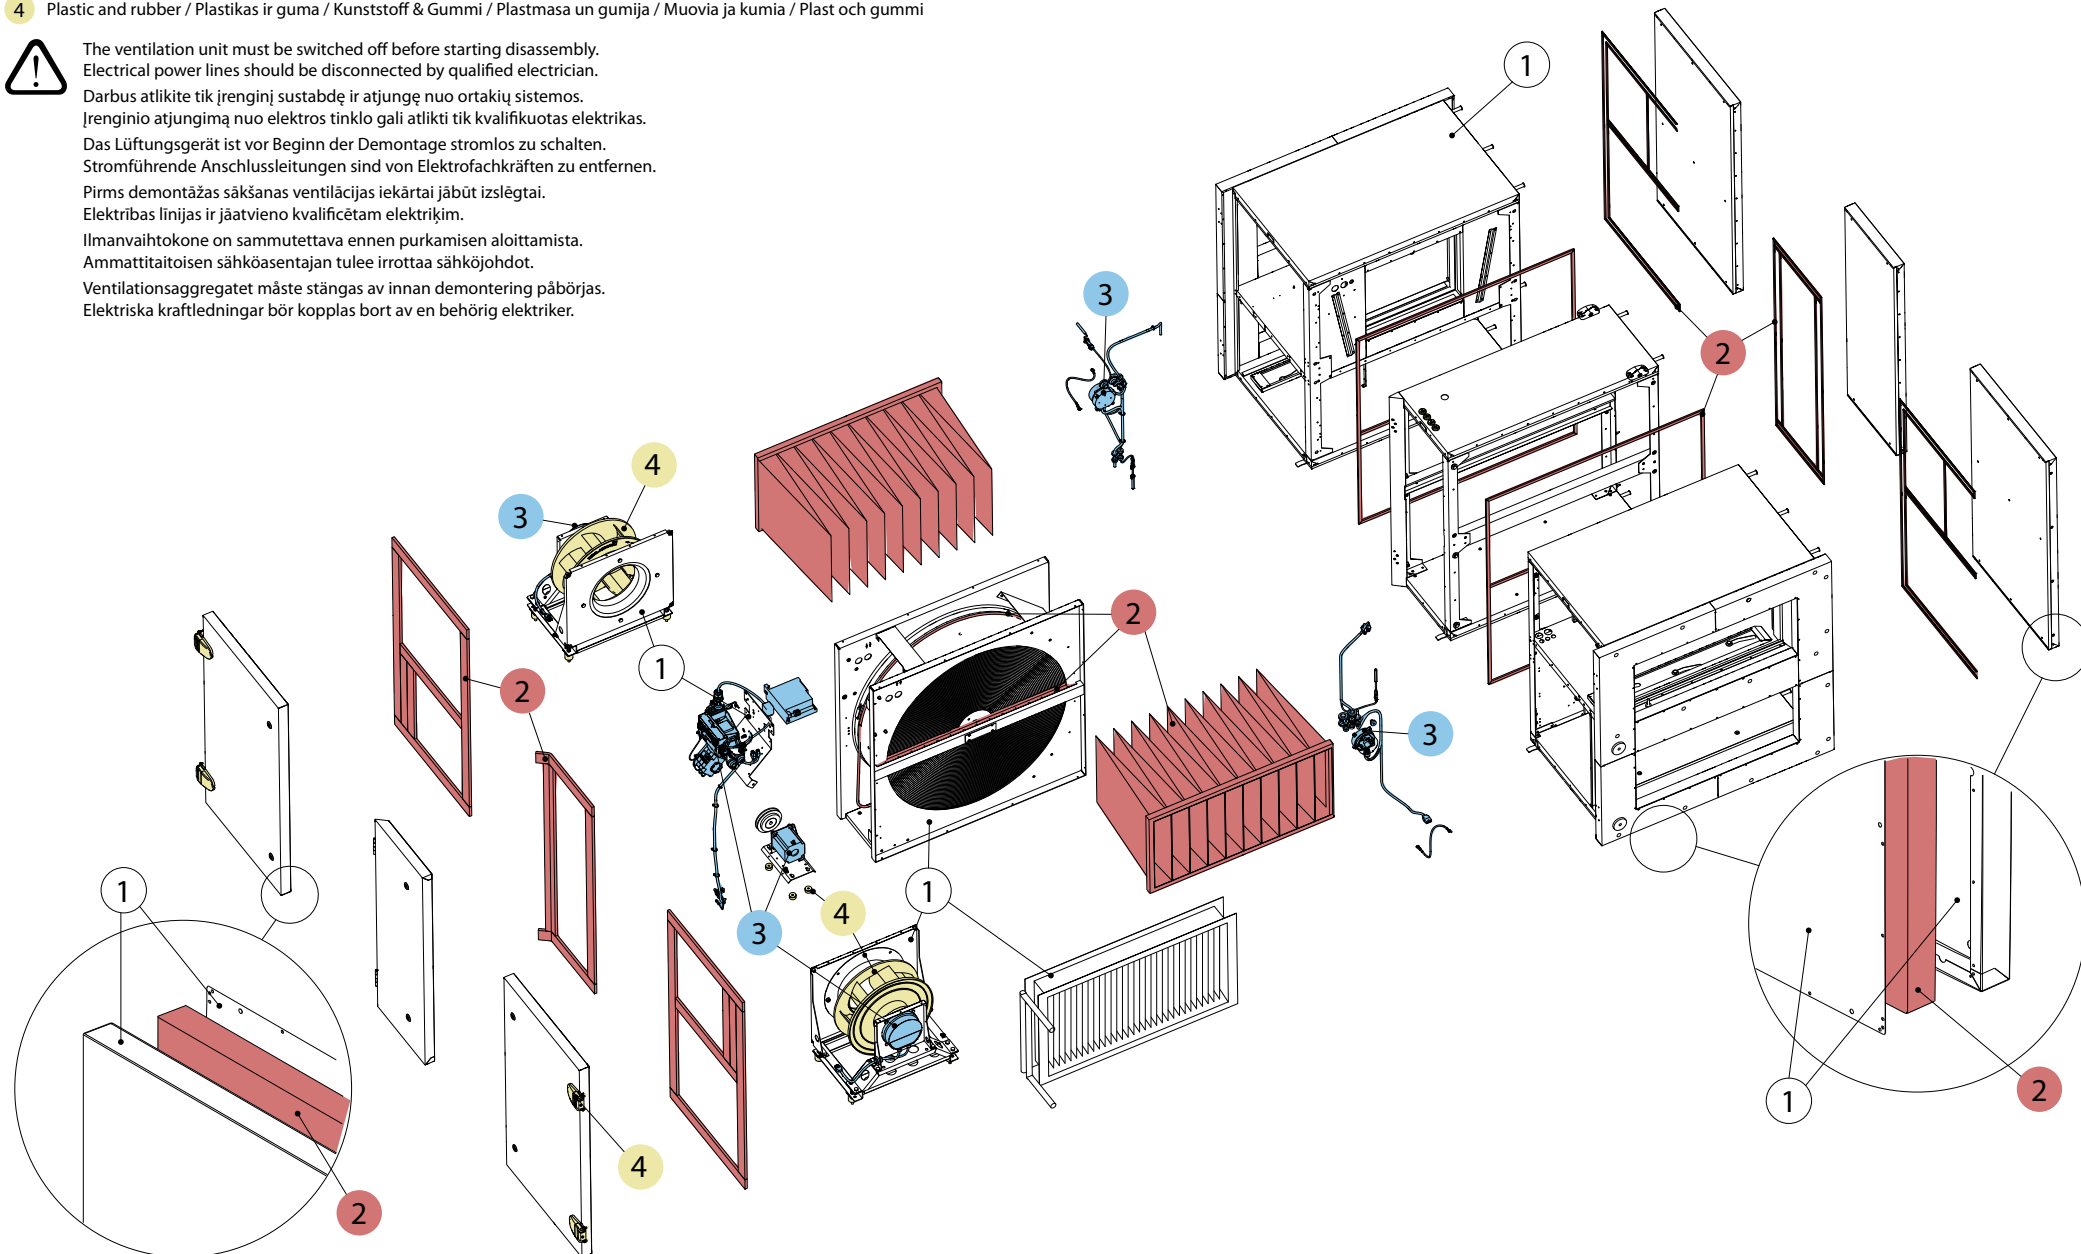 4 Plastic and rubber / Plastikas ir guma / Kunststoff & Gummi / Plastmasa un gumija / Muovia ja kumia / Plast och gummi
The ventilation unit must be switched off before starting disassembly.
Electrical power lines should be disconnected by qualified electrician.
Darbus atlikite tik įrenginį sustabdę ir atjungę nuo ortakių sistemos.
Įrenginio atjungimą nuo elektros tinklo gali atlikti tik kvalifikuotas elektrikas.
Das Lüftungsgerät ist vor Beginn der Demontage stromlos zu schalten.
Stromführende Anschlussleitungen sind von Elektrofachkräften zu entfernen.
Pirms demontāžas sākšanas ventilācijas iekārtai jābūt izslēgtai.
Elektrības līnijas ir jāatvieno kvalificētam elektriķim.
Ilmanvaihtokone on sammutettava ennen purkamisen aloittamista.
Ammattitaitoisen sähköasentajan tulee irrottaa sähköjohdot.
Ventilationsaggregatet måste stängas av innan demontering påbörjas.
Elektriska kraftledningar bör kopplas bort av en behörig elektriker.
1
3
2
4
3
2
1
2
3
1
4
1
3
2
1
4
2